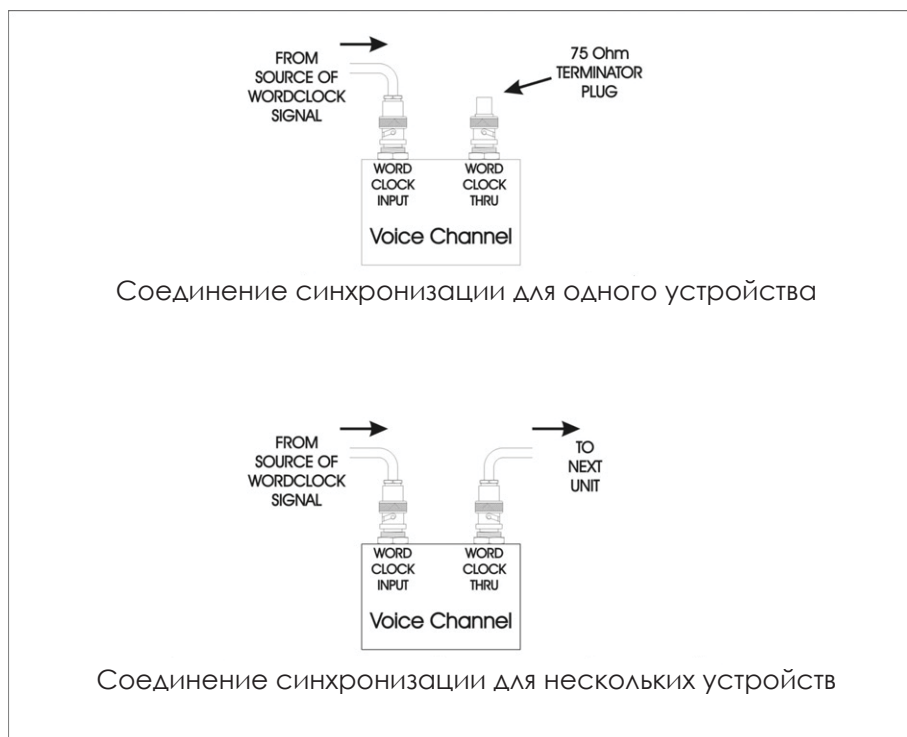 FROM
SOURCE OF
WORDCLOCK
SIGNAL
75 Ohm
TERMINATOR
PLUG
WORD
CLOCK
INPUT
WORD
CLOCK
THRU
Voice Channel
Соединение синхронизации для одного устройства
FROM
SOURCE OF
WORDCLOCK
SIGNAL
TO
NEXT
UNIT
WORD
CLOCK
INPUT
WORD
CLOCK
THRU
Voice Channel
Соединение синхронизации для нескольких устройств